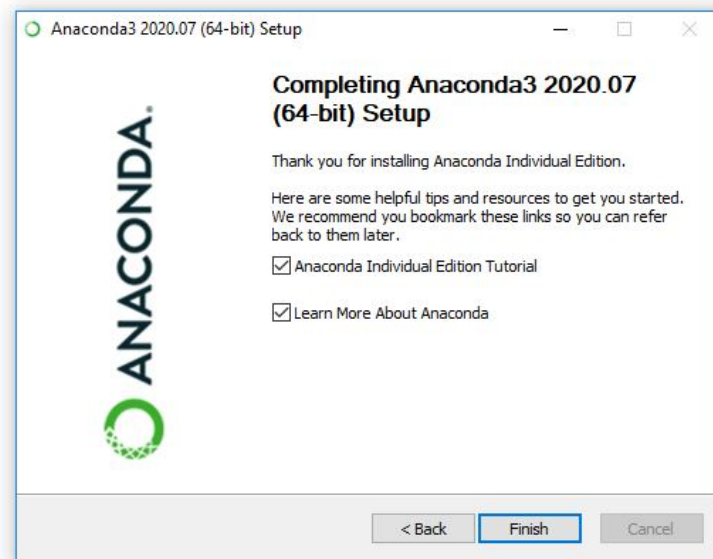 Anaconda3 2020.07 (64-bit) Setup
Completing Anaconda3 2020.07
(64-bit) Setup
ANACONDA.
Thank you for installing Anaconda Individual Edition.
Here are some helpful tips and resources to get you started.
We recommend you bookmark these links so you can refer
back to them later.
Anaconda Individual Edition Tutorial
Learn More About Anaconda
< Back
Finish
Cancel